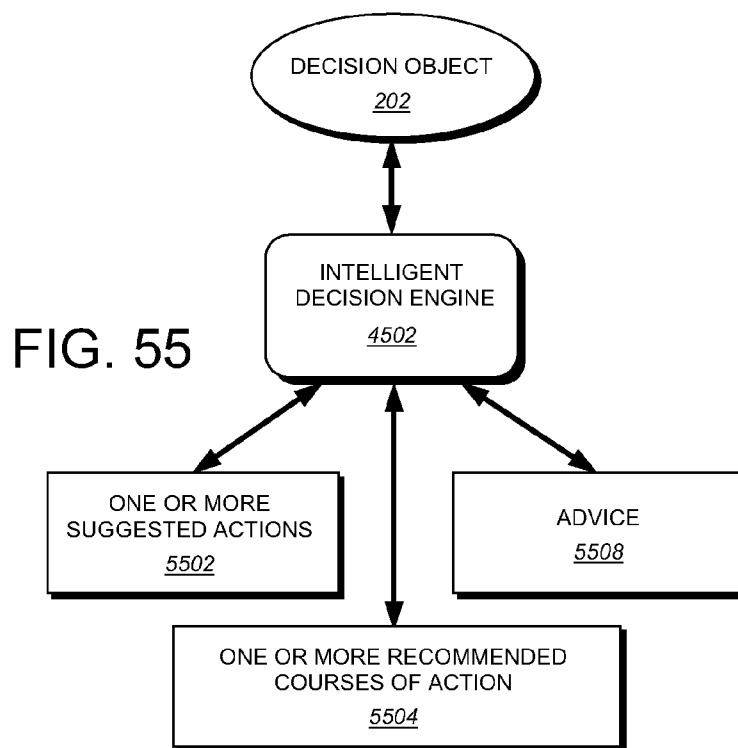 DECISION OBJECT
202
INTELLIGENT
DECISION ENGINE
4502
FIG. 55
ONE OR MORE
SUGGESTED ACTIONS
5502
ADVICE
5508
ONE OR MORE RECOMMENDED
COURSES OF ACTION
5504